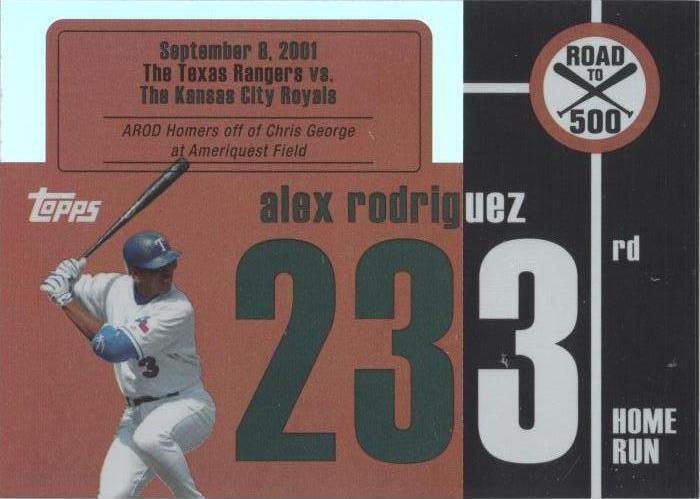 September 8, 2001
The Texas Rangers vs.
The Kansas City Royals
AROD Homers off of Chris George
at Ameriquest Field
ROAD
TO
500
Topps
alex rodriguez
233
rd
HOME
RUN
T
3